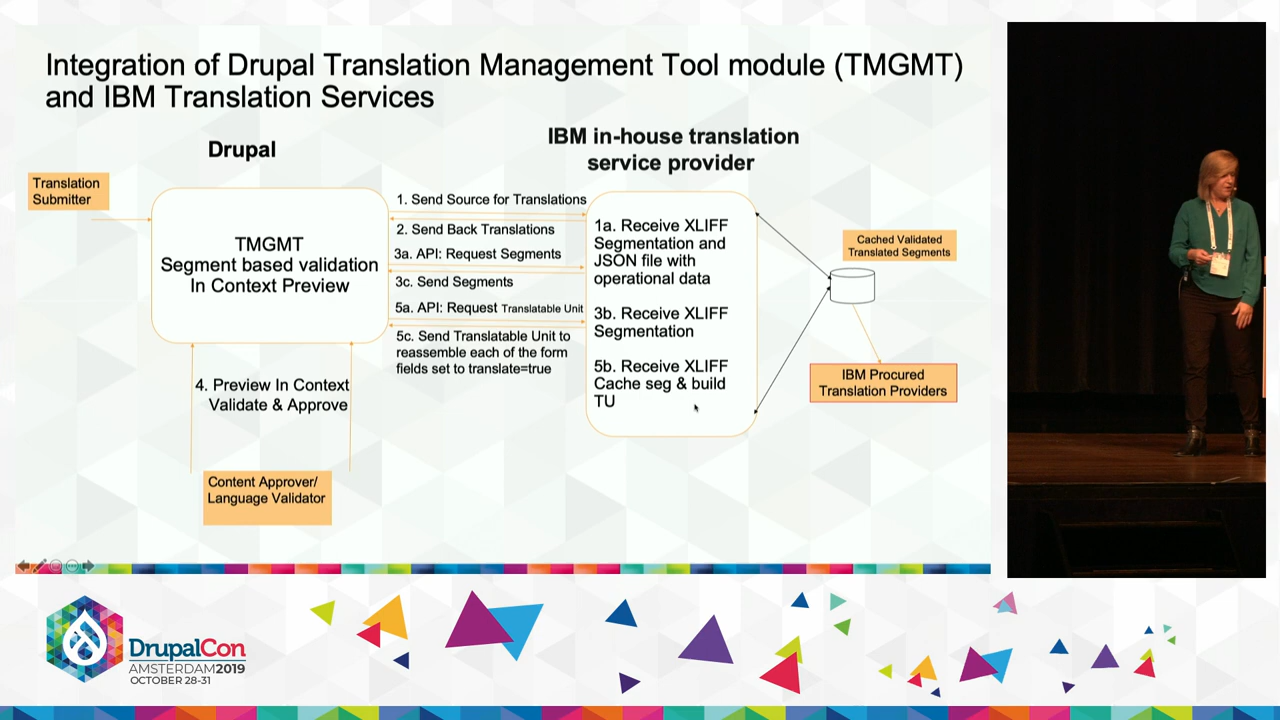 Integration of Drupal Translation Management Tool module (TMGMT)
and IBM Translation Services
Drupal
IBM in-house translation
service provider
Translation
Submitter
TMGMT
Segment based validation
In Context Preview
1. Send Source for Translations
2. Send Back Translations
3a. API: Request Segments
3c. Send Segments
5a. API: Request Translatable Unit
5c. Send Translatable Unit to
reassemble each of the form
fields set to translate=true
1a. Receive XLIFF
Segmentation and
JSON file with
operational data
3b. Receive XLIFF
Segmentation
5b. Receive XLIFF
Cache seg & build
TU
Cached Validated
Translated Segments
IBM Procured
Translation Providers
4. Preview In Context
Validate & Approve
Content Approver/
Language Validator
DrupalCon
AMSTERDAM2019
OCTOBER 28-31